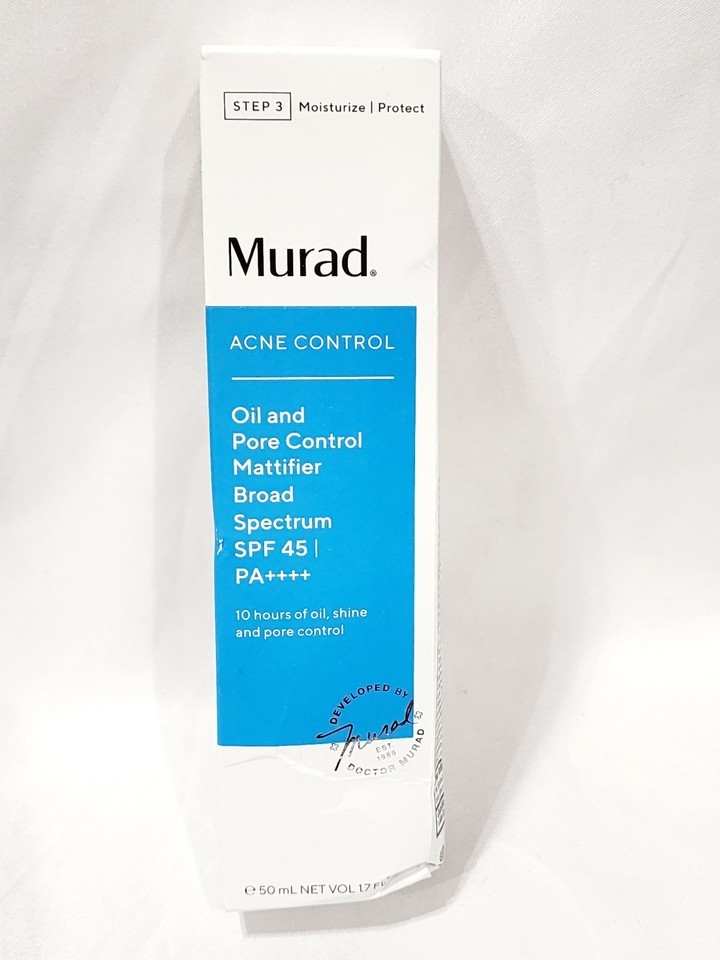 STEP 3 Moisturize | Protect
Murad®
ACNE CONTROL
Oil and
Pore Control
Mattifier
Broad
Spectrum
SPF 45 |
PA++++
10 hours of oil, shine
and pore control
DEVELOPED BY
Murad
EST.
1989
DOCTOR MURAD
℮ 50 mL NET VOL 1.7